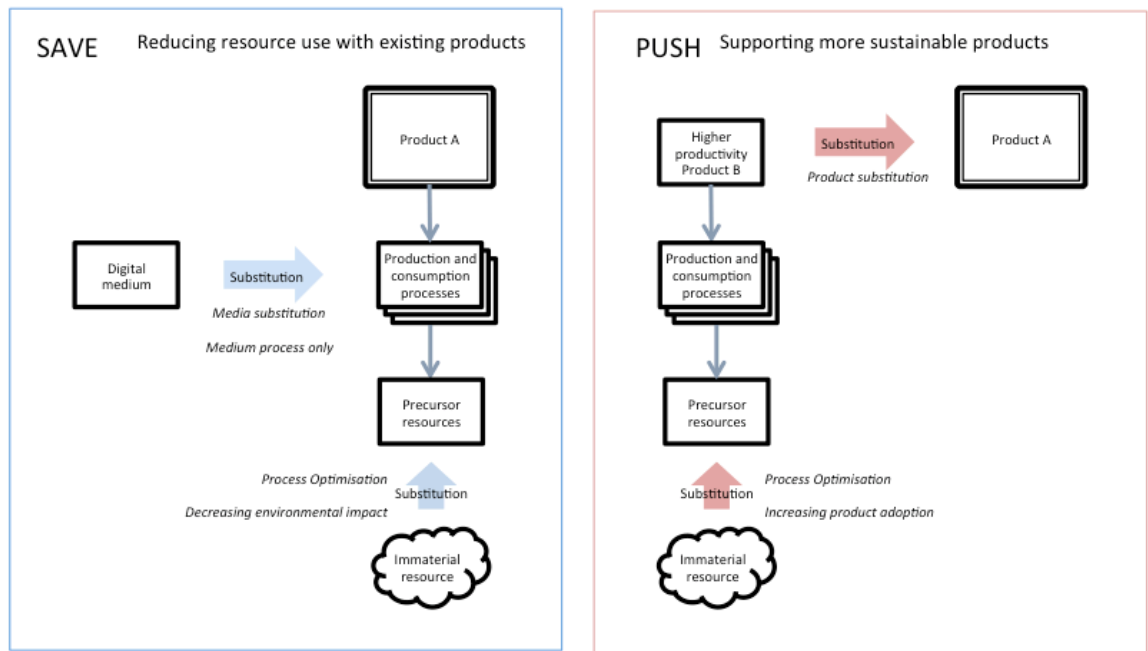 SAVE Reducing resource use with existing products
Product A
Digital
medium
Substitution
Media substitution
Medium process only
Production and
consumption
processes
Precursor
resources
Process Optimisation
Substitution
Decreasing environmental impact
Immaterial
resource
PUSH Supporting more sustainable products
Higher
productivity
Product B
Substitution
Product substitution
Product A
Production and
consumption
processes
Precursor
resources
Process Optimisation
Substitution
Increasing product adoption
Immaterial
resource